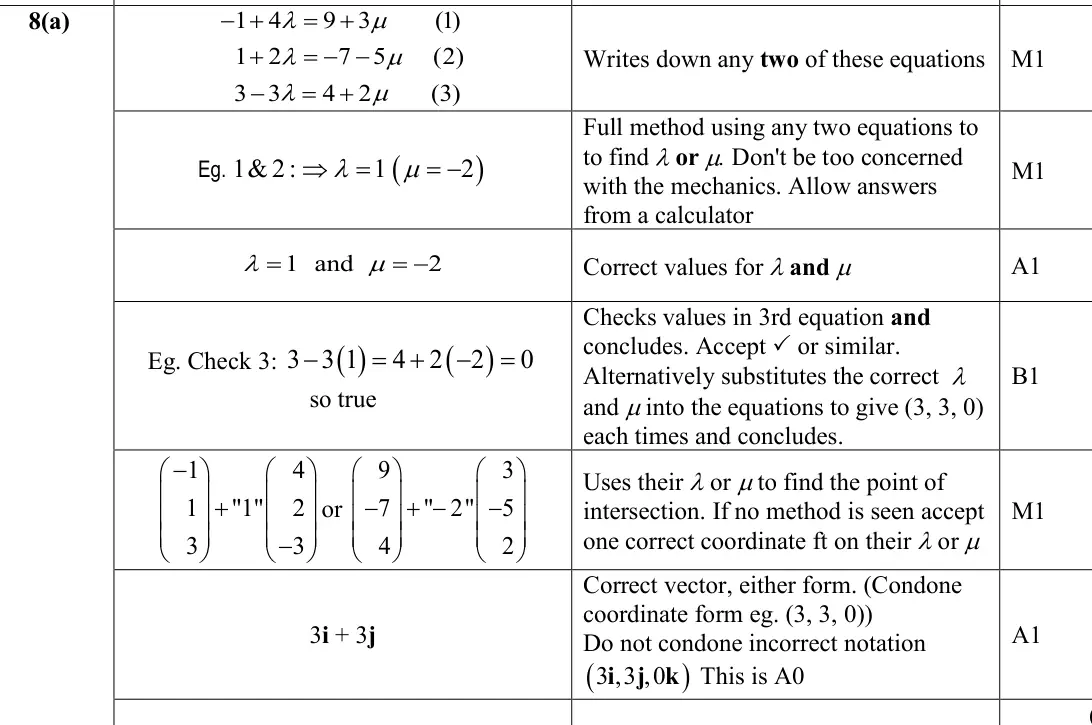 8(a)
−1 + 4λ = 9 + 3μ (1)
1 + 2λ = −7 − 5μ (2)
3 − 3λ = 4 + 2μ (3)
Writes down any two of these equations
M1
Eg. 1 & 2 : ⇒ λ = 1 (μ = −2)
Full method using any two equations to
to find λ or μ. Don't be too concerned
with the mechanics. Allow answers
from a calculator
M1
λ = 1 and μ = −2
Correct values for λ and μ
A1
Eg. Check 3: 3 − 3(1) = 4 + 2(−2) = 0
so true
Checks values in 3rd equation and
concludes. Accept ✓ or similar.
Alternatively substitutes the correct λ
and μ into the equations to give (3, 3, 0)
each times and concludes.
B1
(−1, 1, 3) + "1" (4, 2, −3) or (9, −7, 4) + "− 2" (3, −5, 2)
Uses their λ or μ to find the point of
intersection. If no method is seen accept
one correct coordinate ft on their λ or μ
M1
3i + 3j
Correct vector, either form. (Condone
coordinate form eg. (3, 3, 0))
Do not condone incorrect notation
(3i, 3j, 0k) This is A0
A1